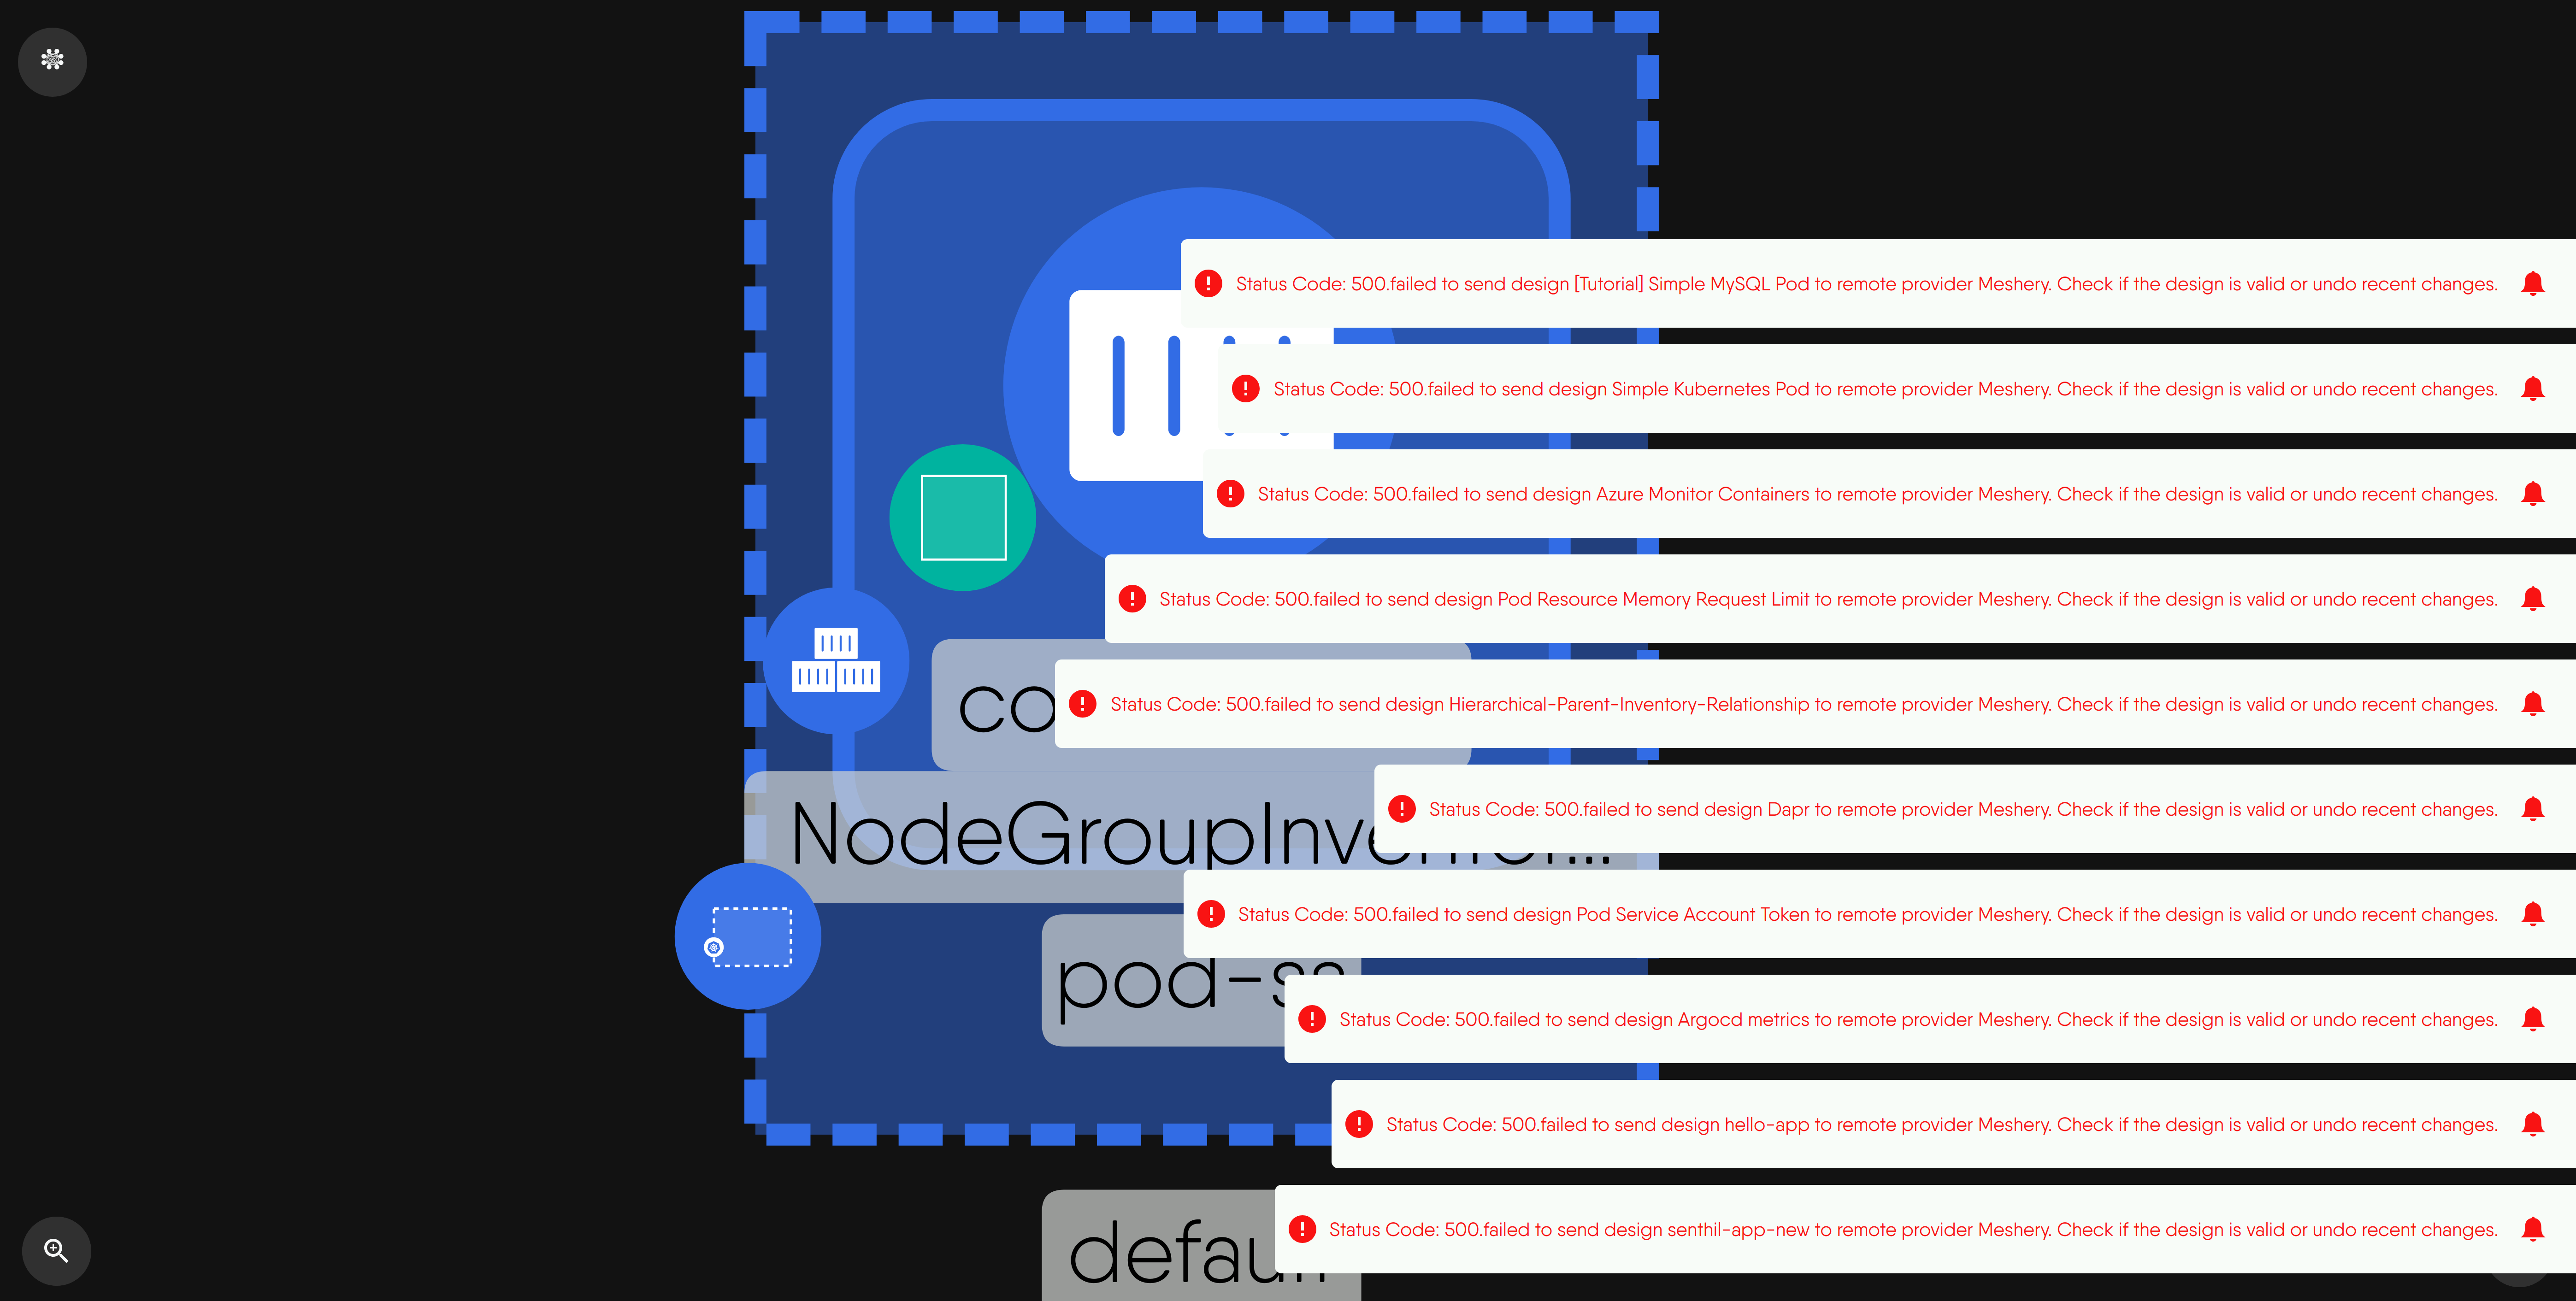 Status Code: 500.failed to send design [Tutorial] Simple MySQL Pod to remote provider Meshery. Check if the design is valid or undo recent changes.
Status Code: 500.failed to send design Simple Kubernetes Pod to remote provider Meshery. Check if the design is valid or undo recent changes.
Status Code: 500.failed to send design Azure Monitor Containers to remote provider Meshery. Check if the design is valid or undo recent changes.
Status Code: 500.failed to send design Pod Resource Memory Request Limit to remote provider Meshery. Check if the design is valid or undo recent changes.
Status Code: 500.failed to send design Hierarchical-Parent-Inventory-Relationship to remote provider Meshery. Check if the design is valid or undo recent changes.
Status Code: 500.failed to send design Dapr to remote provider Meshery. Check if the design is valid or undo recent changes.
NodeGroupInventor...
Status Code: 500.failed to send design Pod Service Account Token to remote provider Meshery. Check if the design is valid or undo recent changes.
Status Code: 500.failed to send design Argocd metrics to remote provider Meshery. Check if the design is valid or undo recent changes.
Status Code: 500.failed to send design hello-app to remote provider Meshery. Check if the design is valid or undo recent changes.
Status Code: 500.failed to send design senthil-app-new to remote provider Meshery. Check if the design is valid or undo recent changes.
default